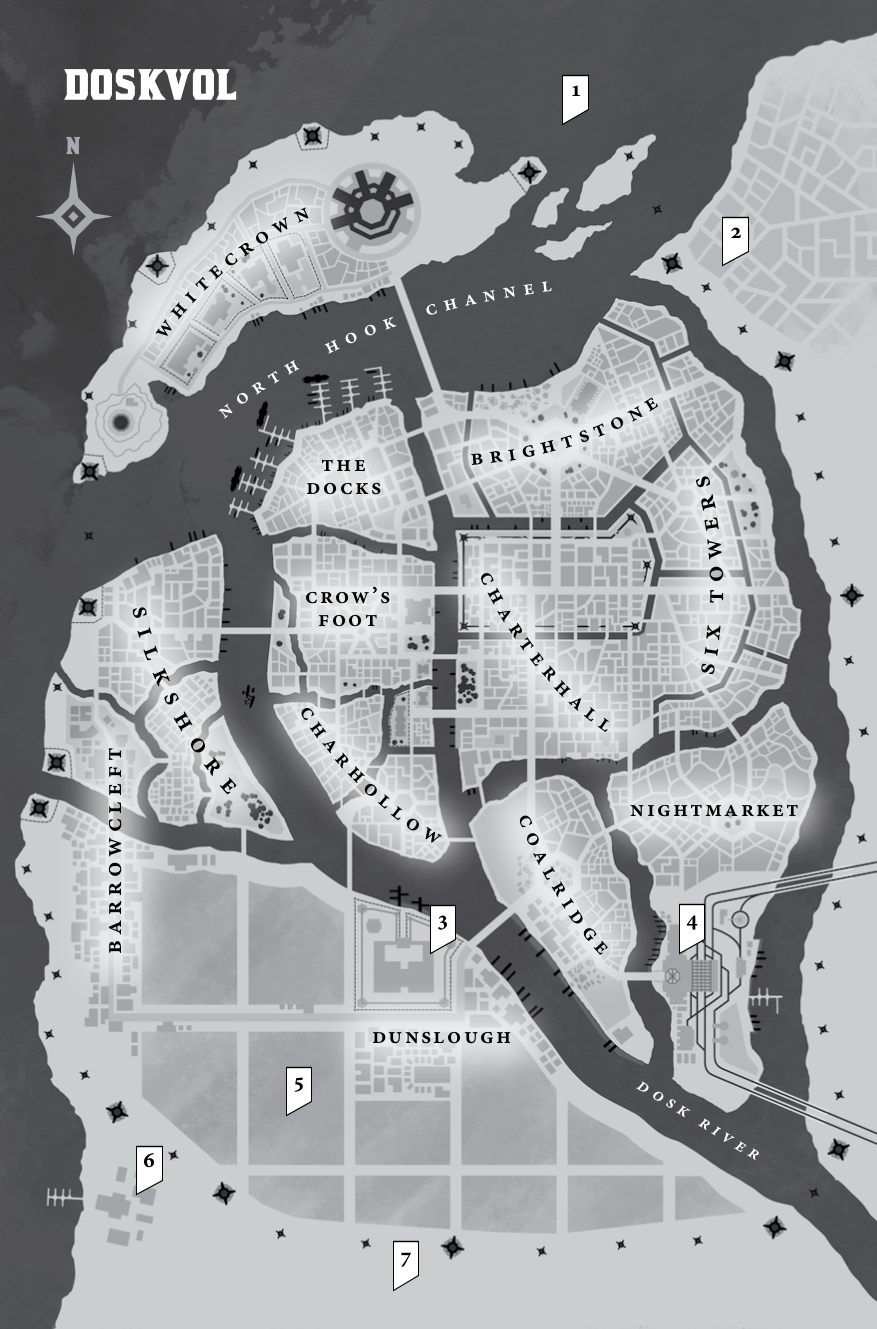 DOSKVOL
1
N
2
WHITECROWN
NORTH HOOK CHANNEL
BRIGHTSTONE
THE
DOCKS
SIX TOWERS
CROW'S
FOOT
CHARTERHALL
SILKSHORE
CHARHOLLOW
BARROWCLEFT
NIGHTMARKET
COALRIDGE
3
4
DUNSLOUGH
5
DOSK RIVER
6
7